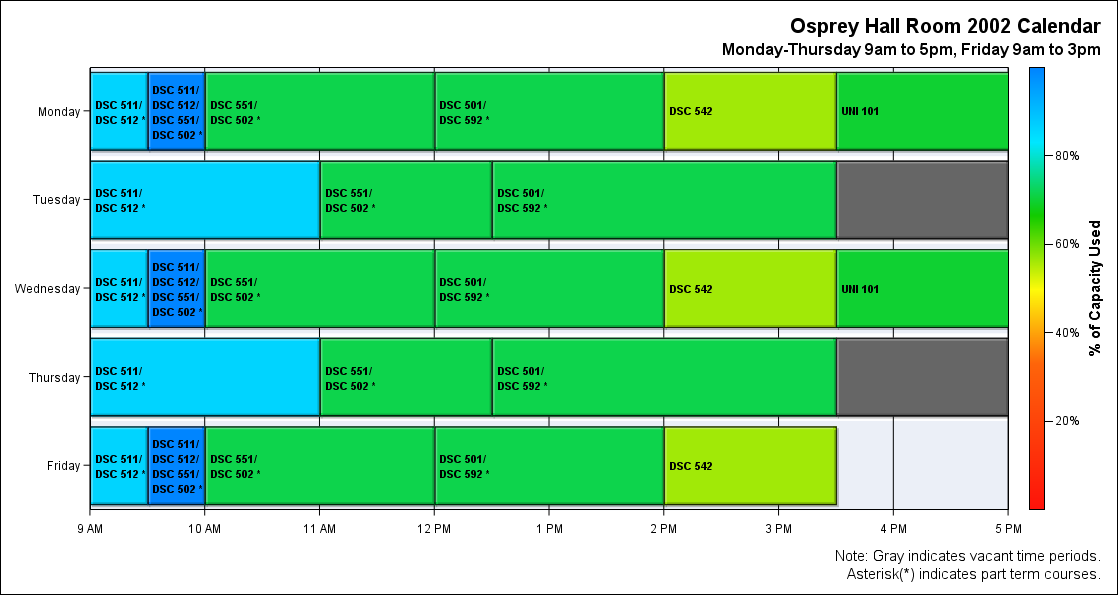 Osprey Hall Room 2002 Calendar
Monday-Thursday 9am to 5pm, Friday 9am to 3pm
Monday
DSC 511/
DSC 512 *
DSC 511/
DSC 512/
DSC 551/
DSC 502 *
DSC 551/
DSC 502 *
DSC 501/
DSC 592 *
DSC 542
UNI 101
Tuesday
DSC 511/
DSC 512 *
DSC 551/
DSC 502 *
DSC 501/
DSC 592 *
Wednesday
DSC 511/
DSC 512 *
DSC 511/
DSC 512/
DSC 551/
DSC 502 *
DSC 551/
DSC 502 *
DSC 501/
DSC 592 *
DSC 542
UNI 101
Thursday
DSC 511/
DSC 512 *
DSC 551/
DSC 502 *
DSC 501/
DSC 592 *
Friday
DSC 511/
DSC 512 *
DSC 511/
DSC 512/
DSC 551/
DSC 502 *
DSC 551/
DSC 502 *
DSC 501/
DSC 592 *
DSC 542
9 AM 10 AM 11 AM 12 PM 1 PM 2 PM 3 PM 4 PM 5 PM
80%
60%
40%
20%
% of Capacity Used
Note: Gray indicates vacant time periods.
Asterisk(*) indicates part term courses.